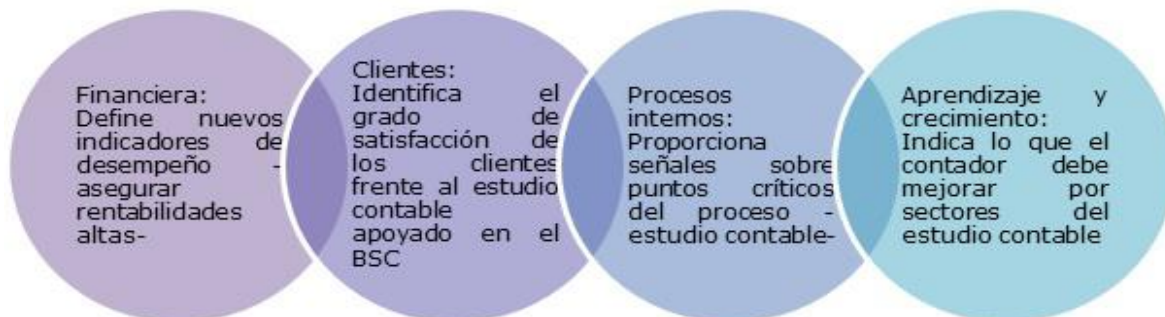 Financiera:
Define nuevos
indicadores de
desempeño -
asegurar
rentabilidades
altas-
Clientes:
Identifica el
grado de
satisfacción de
los clientes
frente al estudio
contable
apoyado en el
BSC
Procesos
internos:
Proporciona
señales sobre
puntos críticos
del proceso -
estudio contable-
Aprendizaje y
crecimiento:
Indica lo que el
contador debe
mejorar por
sectores del
estudio contable